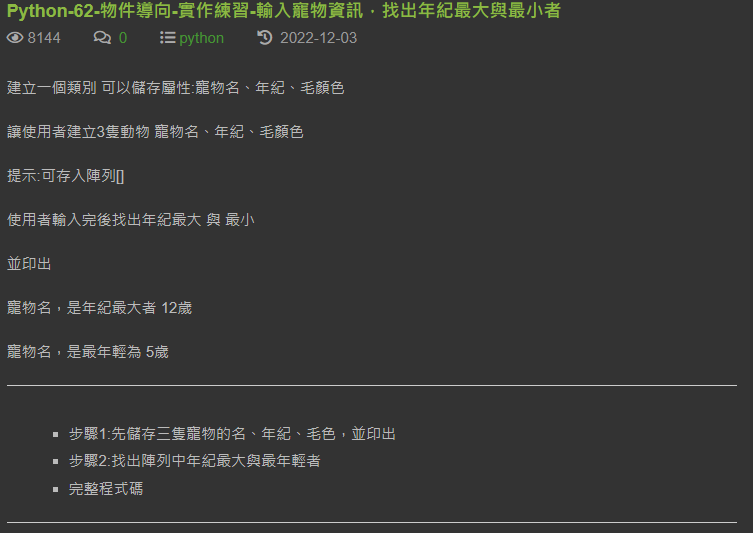 Python-62-物件導向-實作練習-輸入寵物資訊．找出年紀最大與最小者
8144 0 python 2022-12-03
建立一個類別 可以儲存屬性:寵物名、年紀、毛顏色
讓使用者建立3隻動物 寵物名、年紀、毛顏色
提示:可存入陣列[]
使用者輸入完後找出年紀最大 與 最小
並印出
寵物名，是年紀最大者 12歲
寵物名，是最年輕為 5歲
步驟1:先儲存三隻寵物的名、年紀、毛色，並印出
步驟2:找出陣列中年紀最大與最年輕者
完整程式碼